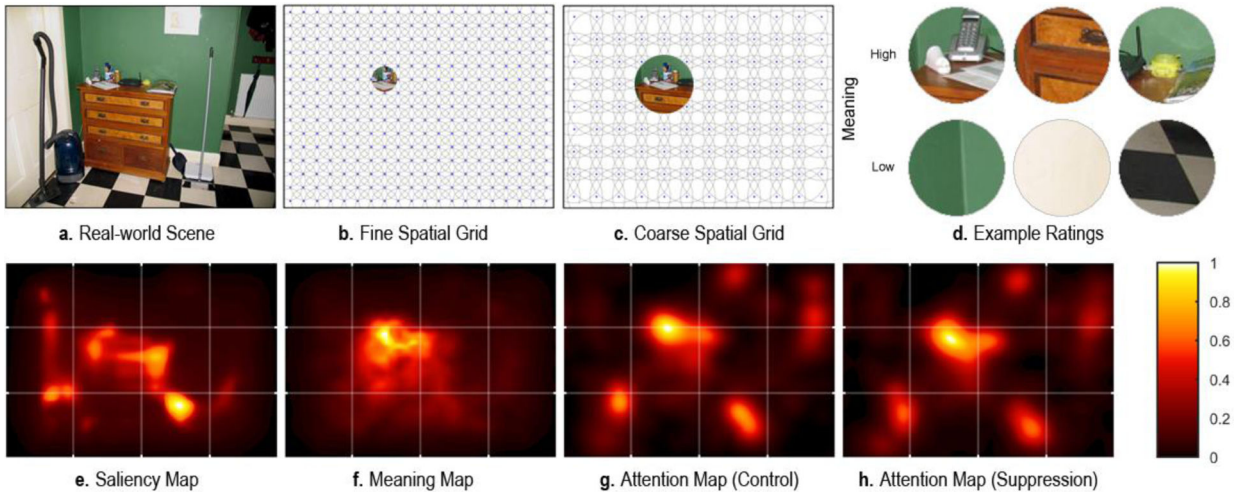 High
Meaning
Low
a. Real-world Scene
b. Fine Spatial Grid
c. Coarse Spatial Grid
d. Example Ratings
1
0.8
0.6
0.4
0.2
0
e. Saliency Map
f. Meaning Map
g. Attention Map (Control)
h. Attention Map (Suppression)